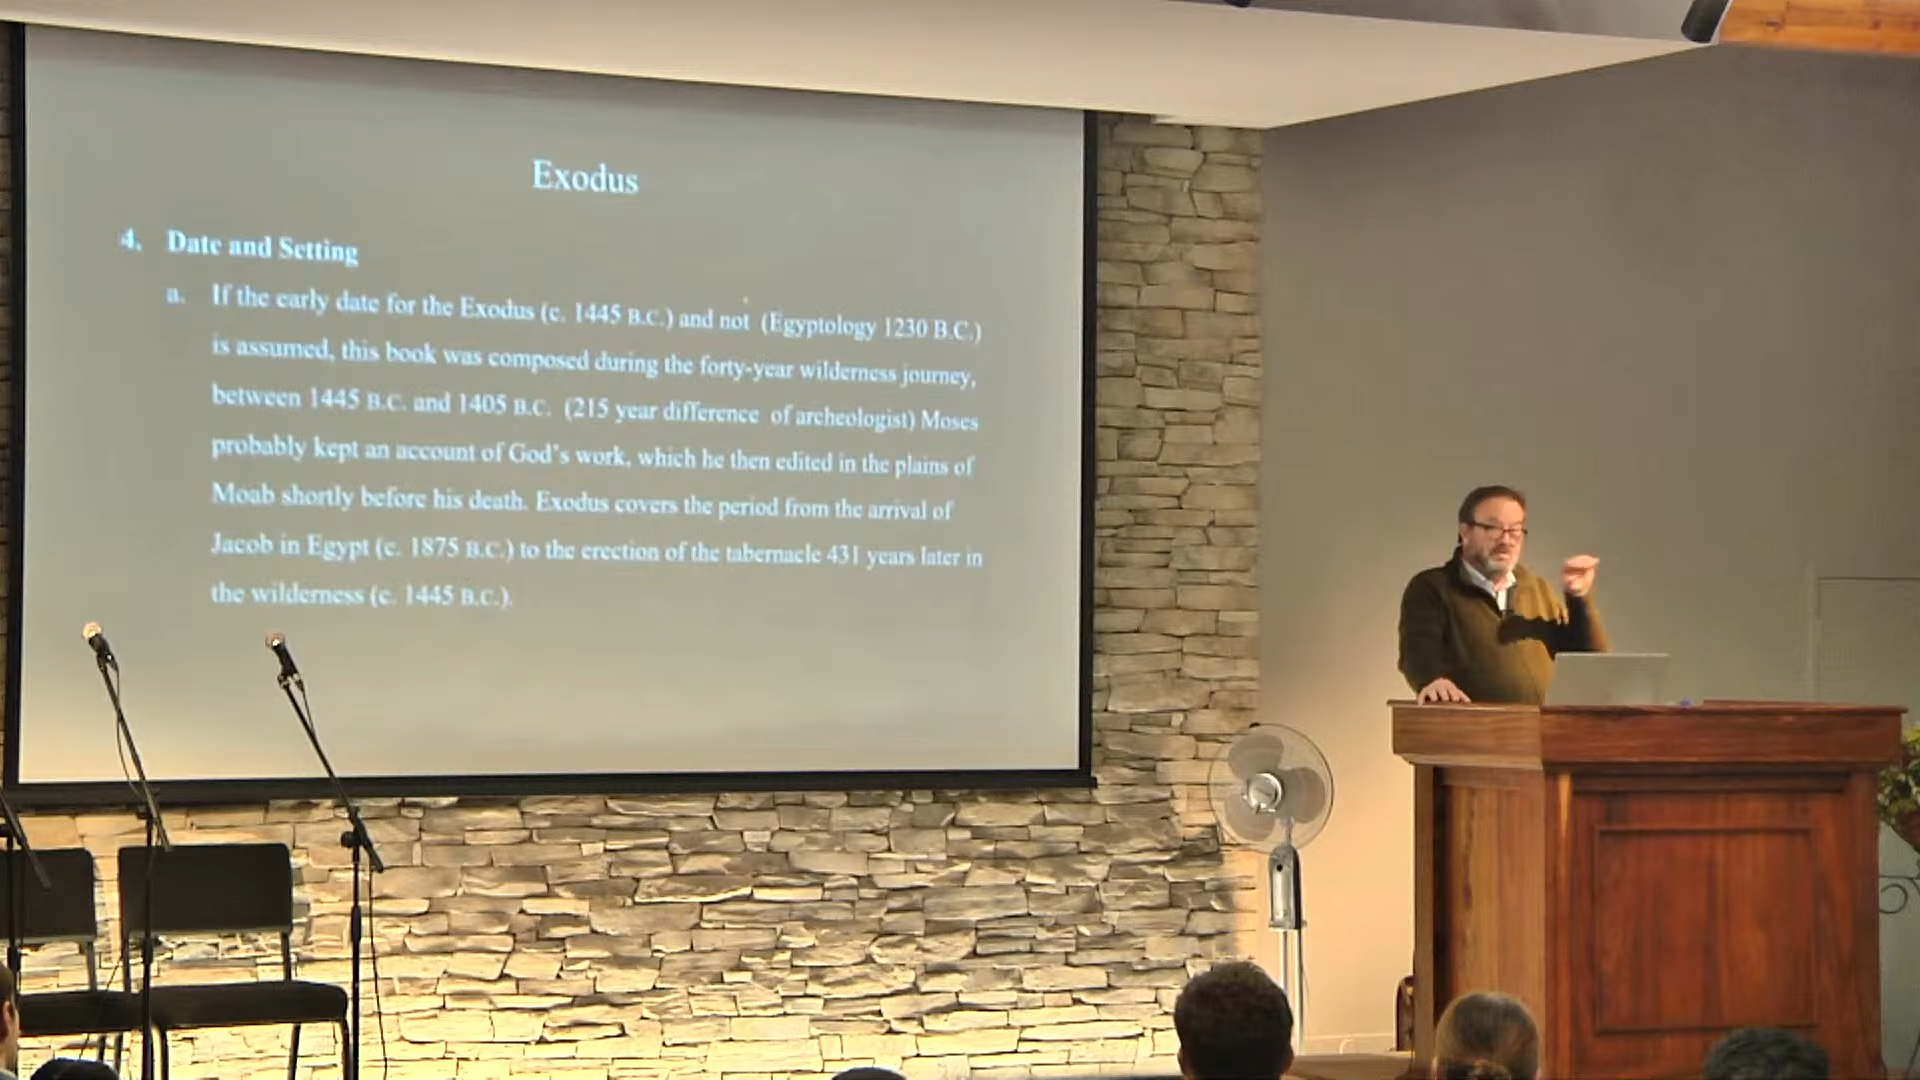 Exodus
4. Date and Setting
a. If the early date for the Exodus (c. 1445 B.C.) and not (Egyptology 1230 B.C.)
is assumed, this book was composed during the forty-year wilderness journey,
between 1445 B.C. and 1405 B.C. (215 year difference of archeologist) Moses
probably kept an account of God's work, which he then edited in the plains of
Moab shortly before his death. Exodus covers the period from the arrival of
Jacob in Egypt (c. 1875 B.C.) to the erection of the tabernacle 431 years later in
the wilderness (c. 1445 B.C.).